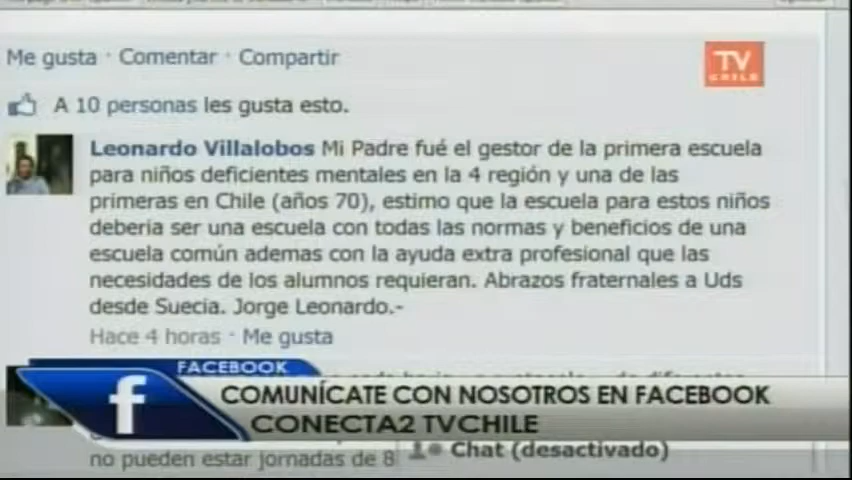 Me gusta · Comentar · Compartir
TV
CHILE
A 10 personas les gusta esto.
Leonardo Villalobos Mi Padre fué el gestor de la primera escuela
para niños deficientes mentales en la 4 región y una de las
primeras en Chile (años 70), estimo que la escuela para estos niños
deberia ser una escuela con todas las normas y beneficios de una
escuela común ademas con la ayuda extra profesional que las
necesidades de los alumnos requieran. Abrazos fraternales a Uds
desde Suecia. Jorge Leonardo.-
Hace 4 horas · Me gusta
FACEBOOK
f
COMUNÍCATE CON NOSOTROS EN FACEBOOK
CONECTA2 TVCHILE
Chat (desactivado)
no pueden estar jornadas de 8